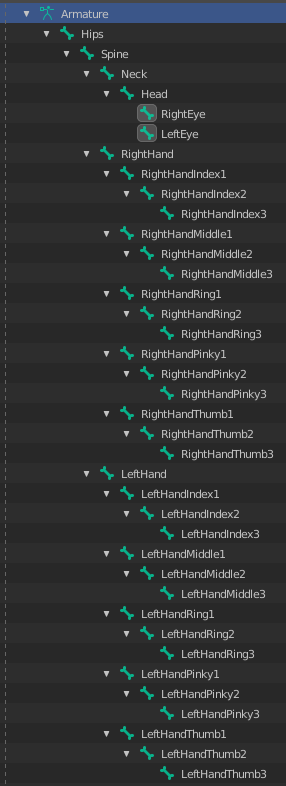 Armature
Hips
Spine
Neck
Head
RightEye
LeftEye
RightHand
RightHandIndex1
RightHandIndex2
RightHandIndex3
RightHandMiddle1
RightHandMiddle2
RightHandMiddle3
RightHandRing1
RightHandRing2
RightHandRing3
RightHandPinky1
RightHandPinky2
RightHandPinky3
RightHandThumb1
RightHandThumb2
RightHandThumb3
LeftHand
LeftHandIndex1
LeftHandIndex2
LeftHandIndex3
LeftHandMiddle1
LeftHandMiddle2
LeftHandMiddle3
LeftHandRing1
LeftHandRing2
LeftHandRing3
LeftHandPinky1
LeftHandPinky2
LeftHandPinky3
LeftHandThumb1
LeftHandThumb2
LeftHandThumb3